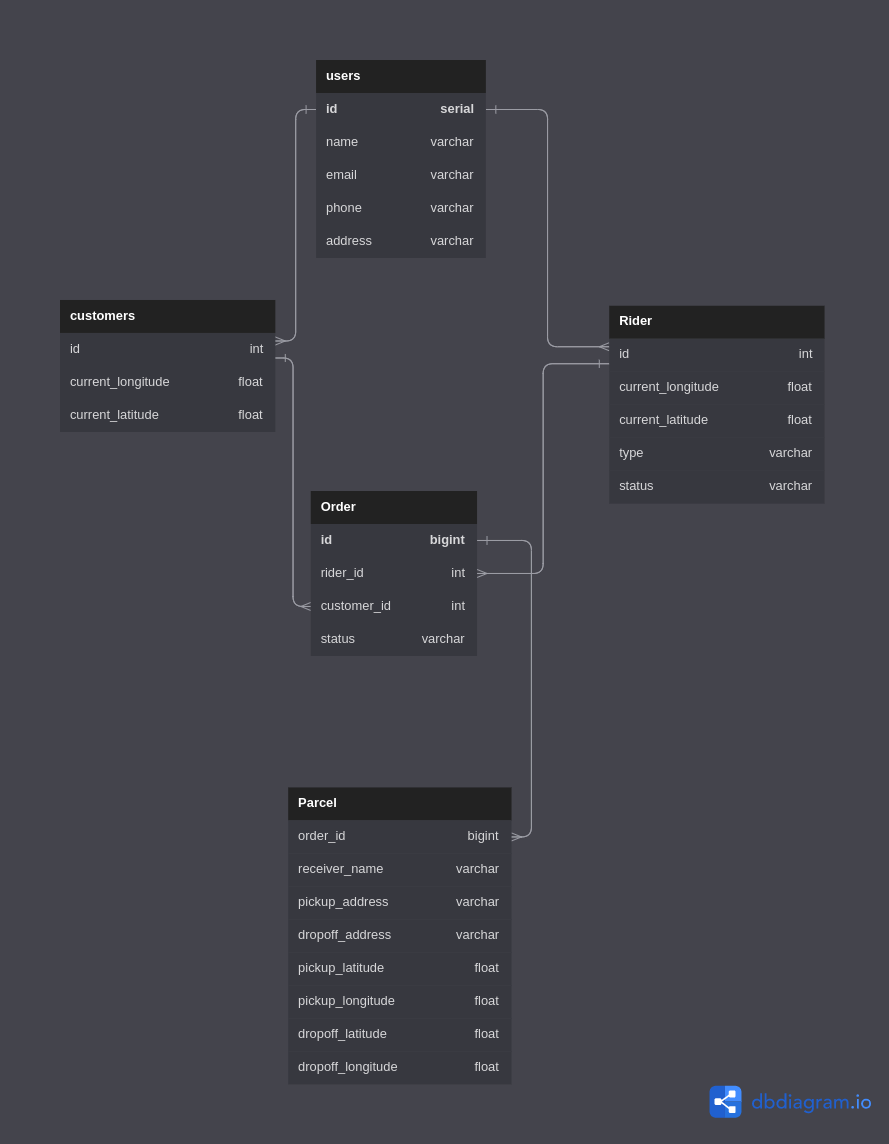 users
id serial
name varchar
email varchar
phone varchar
address varchar
customers
id int
current_longitude float
current_latitude float
Rider
id int
current_longitude float
current_latitude float
type varchar
status varchar
Order
id bigint
rider_id int
customer_id int
status varchar
Parcel
order_id bigint
receiver_name varchar
pickup_address varchar
dropoff_address varchar
pickup_latitude float
pickup_longitude float
dropoff_latitude float
dropoff_longitude float
dbdiagram.io